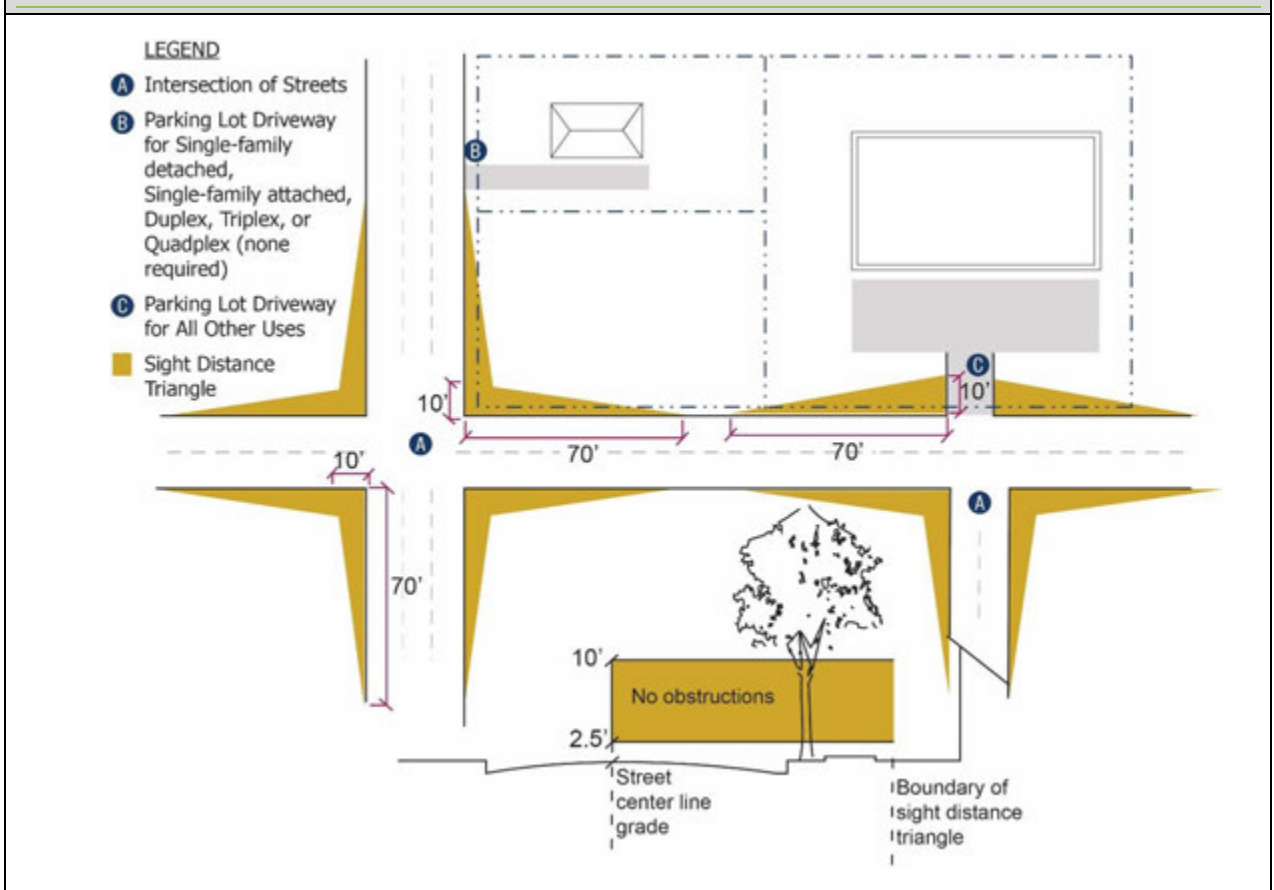 LEGEND
A Intersection of Streets
B Parking Lot Driveway
for Single-family
detached,
Single-family attached,
Duplex, Triplex, or
Quadplex (none
required)
C Parking Lot Driveway
for All Other Uses
Sight Distance
Triangle
B
C
10'
10'
A
70'
70'
10'
A
70'
10'
No obstructions
2.5'
Street
center line
grade
Boundary of
sight distance
triangle